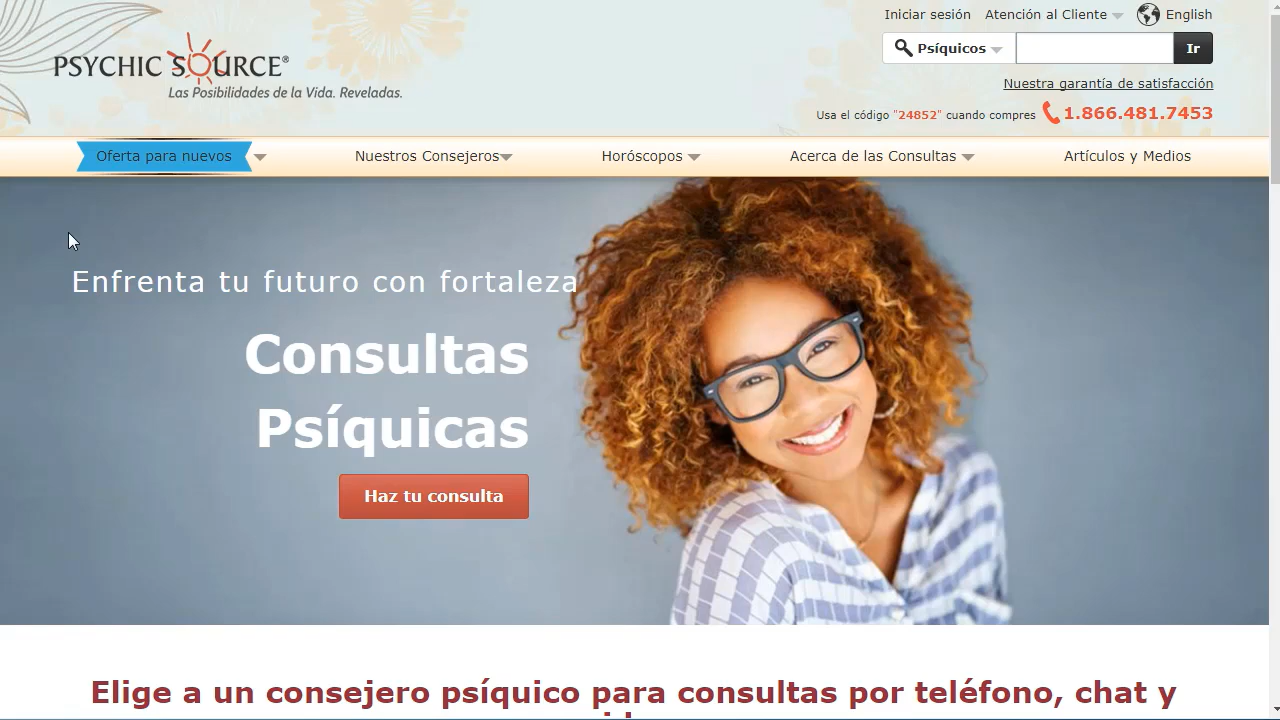 Iniciar sesión Atención al Cliente English
PSYCHIC SOURCE®
Las Posibilidades de la Vida. Reveladas.
Psíquicos Ir
Nuestra garantía de satisfacción
Usa el código "24852" cuando compres 1.866.481.7453
Oferta para nuevos Nuestros Consejeros Horóscopos Acerca de las Consultas Artículos y Medios
Enfrenta tu futuro con fortaleza
Consultas
Psíquicas
Haz tu consulta
Elige a un consejero psíquico para consultas por teléfono, chat y